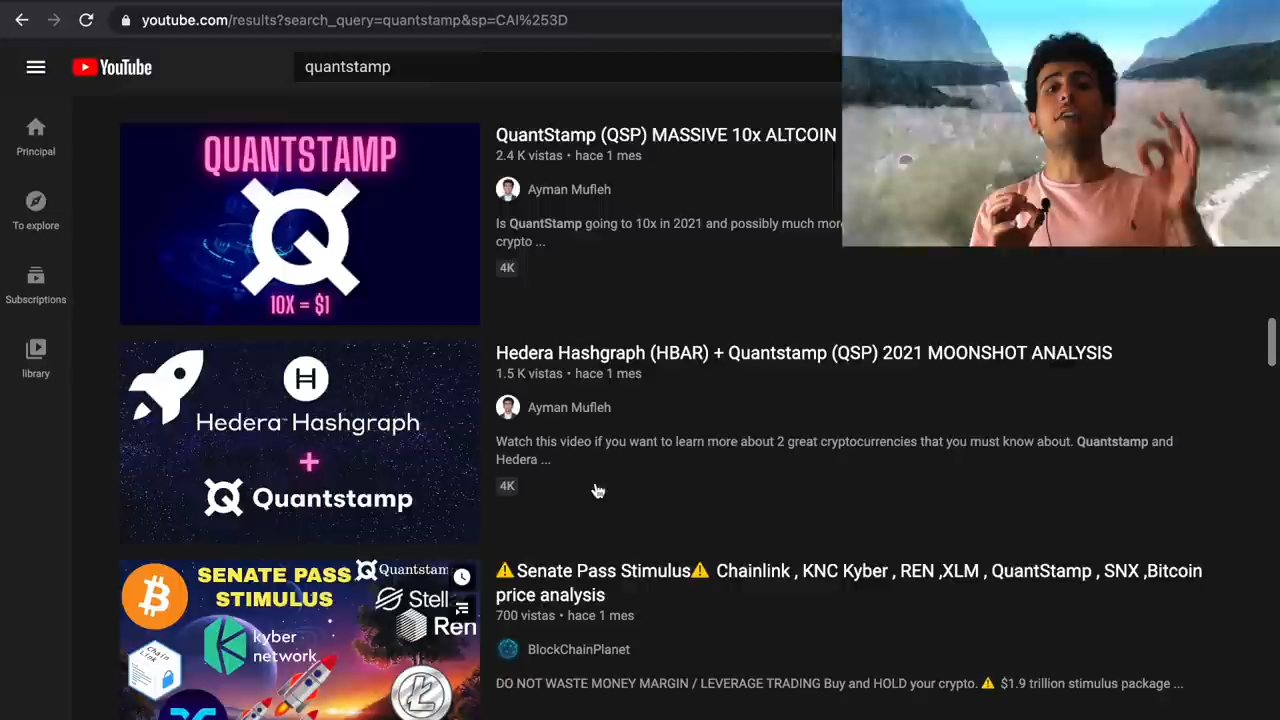 youtube.com/results?search_query=quantstamp&sp=CAI%253D
YouTube
quantstamp
Principal
To explore
Subscriptions
library
QUANTSTAMP
10X = $1
QuantStamp (QSP) MASSIVE 10x ALTCOIN
2.4 K vistas • hace 1 mes
Ayman Mufleh
Is QuantStamp going to 10x in 2021 and possibly much more
crypto ...
4K
H
Hedera Hashgraph
+
Quantstamp
Hedera Hashgraph (HBAR) + Quantstamp (QSP) 2021 MOONSHOT ANALYSIS
1.5 K vistas • hace 1 mes
Ayman Mufleh
Watch this video if you want to learn more about 2 great cryptocurrencies that you must know about. Quantstamp and
Hedera ...
4K
SENATE PASS
STIMULUS
Quantstam
Stell
Ren
kyber
network
⚠Senate Pass Stimulus⚠ Chainlink , KNC Kyber , REN ,XLM , QuantStamp , SNX ,Bitcoin
price analysis
700 vistas • hace 1 mes
BlockChainPlanet
DO NOT WASTE MONEY MARGIN / LEVERAGE TRADING Buy and HOLD your crypto. ⚠ $1.9 trillion stimulus package ...